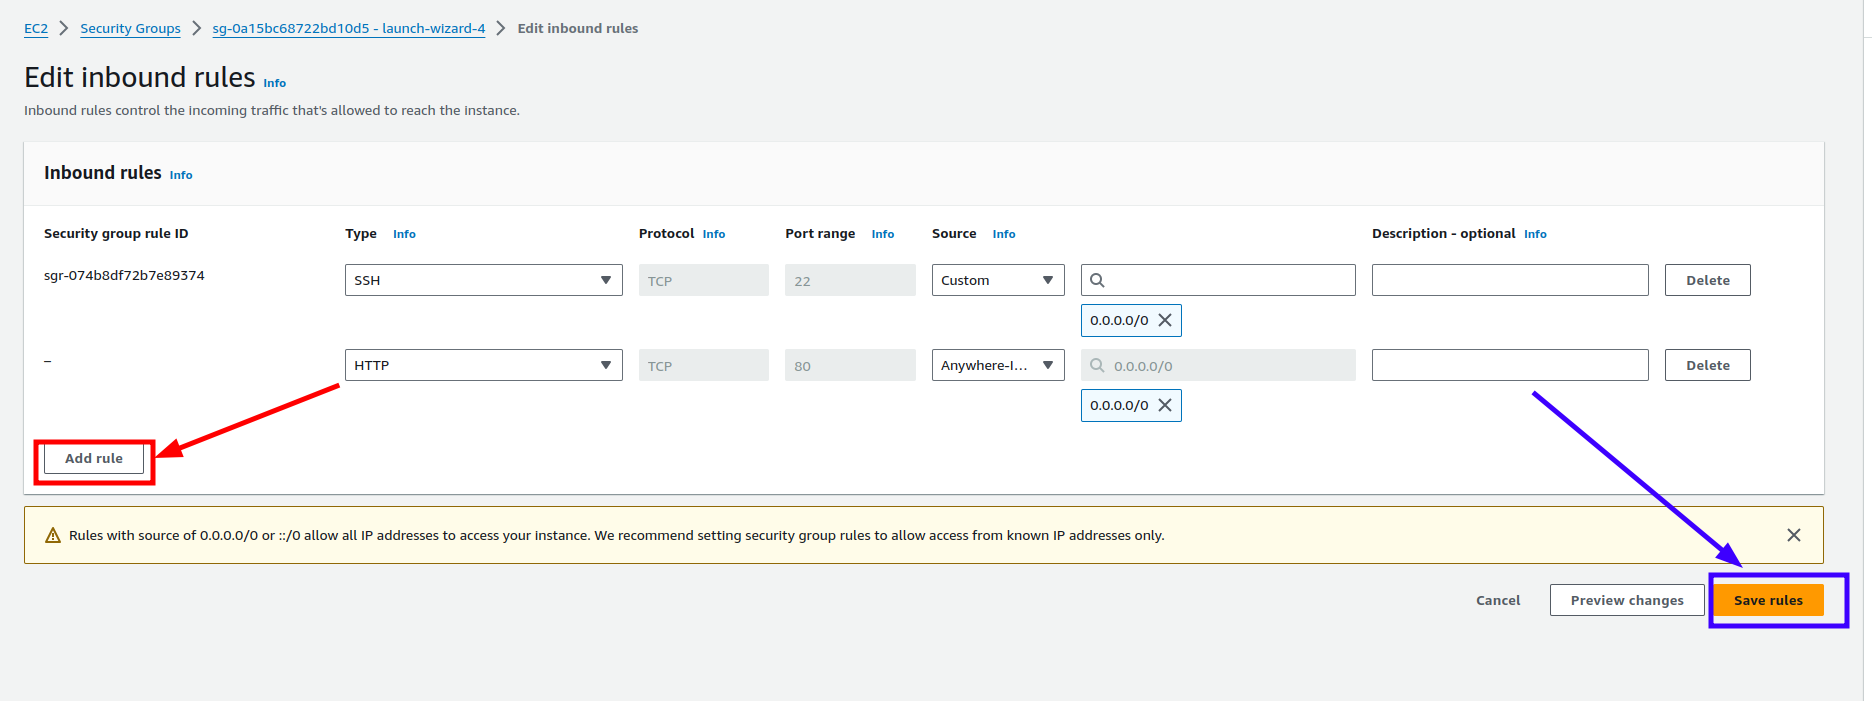 EC2 > Security Groups > sg-0a15bc68722bd10d5 - launch-wizard-4 > Edit inbound rules
Edit inbound rules Info
Inbound rules control the incoming traffic that's allowed to reach the instance.
Inbound rules Info
Security group rule ID Type Info Protocol Info Port range Info Source Info Description - optional Info
sgr-074b8df72b7e89374 SSH TCP 22 Custom Delete
0.0.0.0/0
– HTTP TCP 80 Anywhere-I... 0.0.0.0/0 Delete
0.0.0.0/0
Add rule
Rules with source of 0.0.0.0/0 or ::/0 allow all IP addresses to access your instance. We recommend setting security group rules to allow access from known IP addresses only.
Cancel Preview changes Save rules